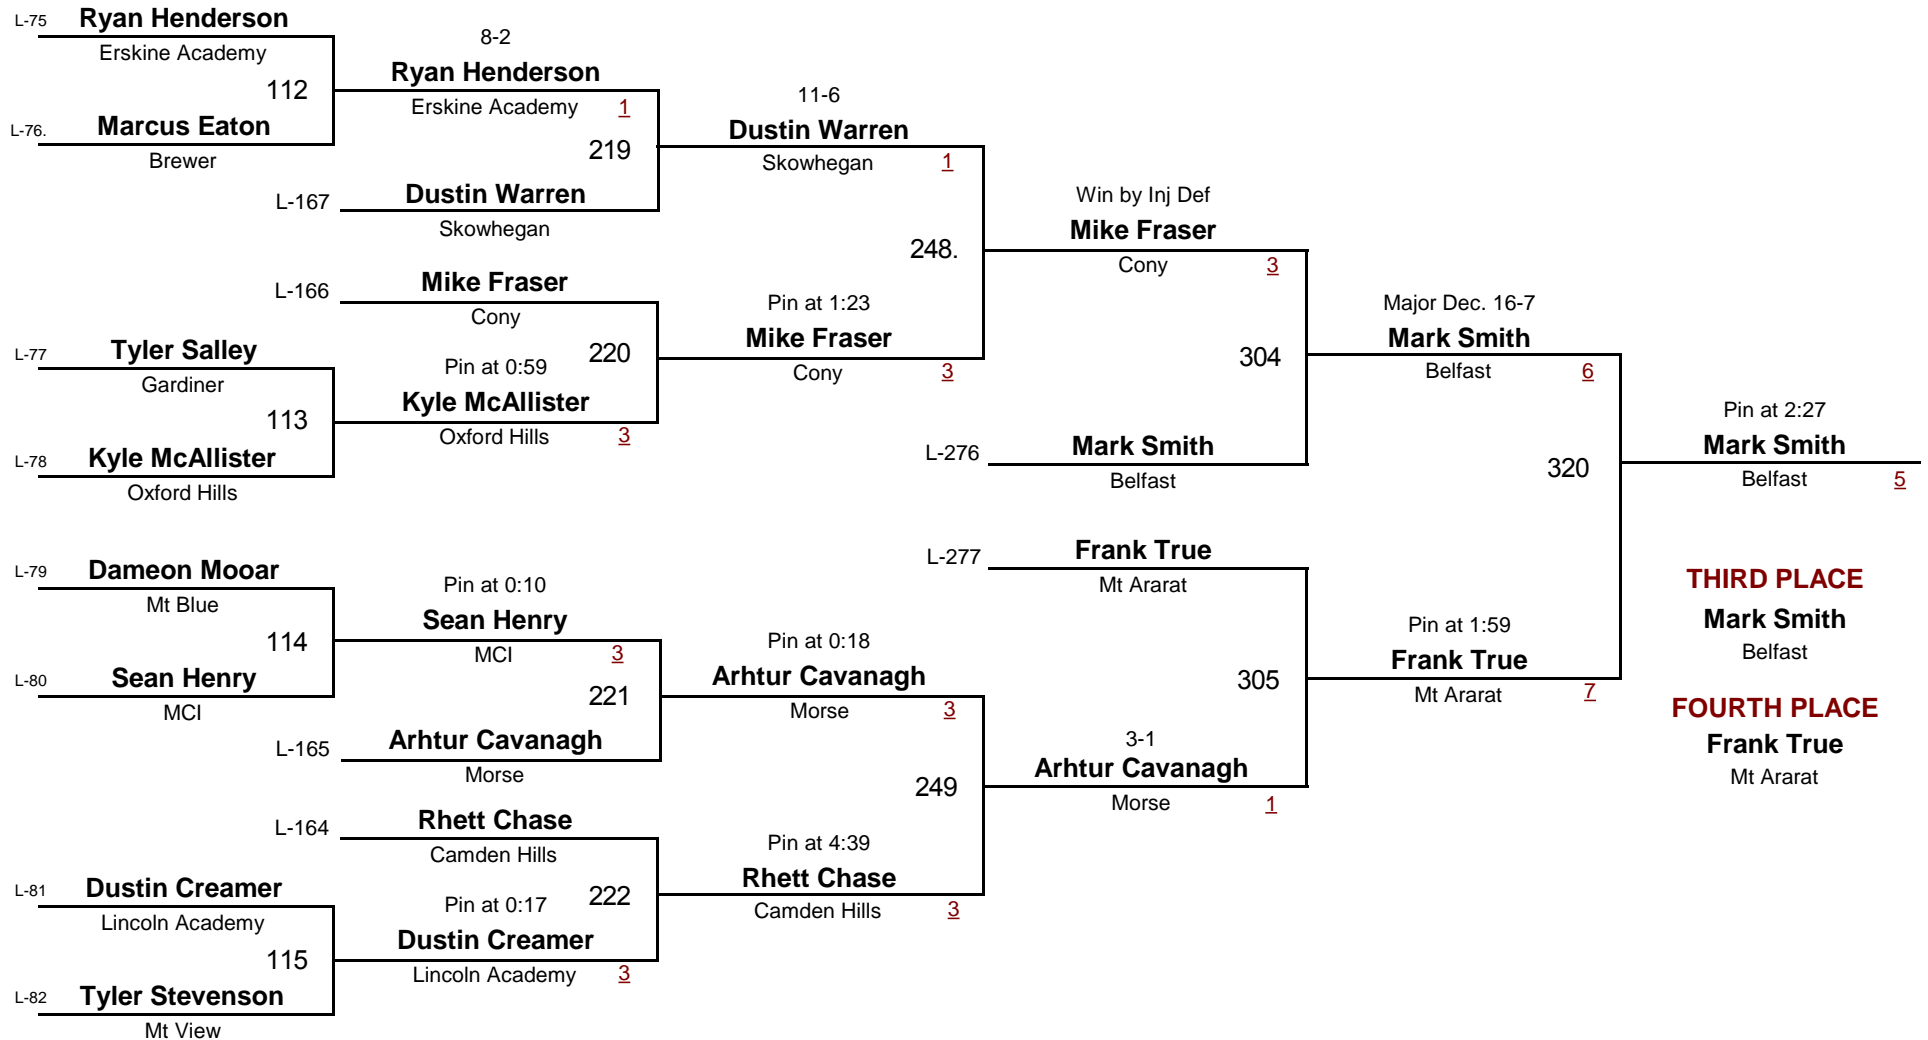 L-75 Ryan Henderson
Erskine Academy
112
L-76. Marcus Eaton
Brewer
L-77 Tyler Salley
Gardiner
113
L-78 Kyle McAllister
Oxford Hills
L-79 Dameon Mooar
Mt Blue
114
L-80 Sean Henry
MCI
L-81 Dustin Creamer
Lincoln Academy
115
L-82 Tyler Stevenson
Mt View
8-2
Ryan Henderson
Erskine Academy 1
219
L-167 Dustin Warren
Skowhegan
L-166 Mike Fraser
Cony
220
Pin at 0:59
Kyle McAllister
Oxford Hills 3
Pin at 0:10
Sean Henry
MCI 3
221
L-165 Arhtur Cavanagh
Morse
L-164 Rhett Chase
Camden Hills
222
Pin at 0:17
Dustin Creamer
Lincoln Academy 3
11-6
Dustin Warren
Skowhegan 1
248.
Pin at 1:23
Mike Fraser
Cony 3
Pin at 0:18
Arhtur Cavanagh
Morse 3
249
Pin at 4:39
Rhett Chase
Camden Hills 3
Win by Inj Def
Mike Fraser
Cony 3
304
L-276 Mark Smith
Belfast
L-277 Frank True
Mt Ararat
305
3-1
Arhtur Cavanagh
Morse 1
Major Dec. 16-7
Mark Smith
Belfast 6
320
Pin at 1:59
Frank True
Mt Ararat 7
Pin at 2:27
Mark Smith
Belfast 5
THIRD PLACE
Mark Smith
Belfast
FOURTH PLACE
Frank True
Mt Ararat